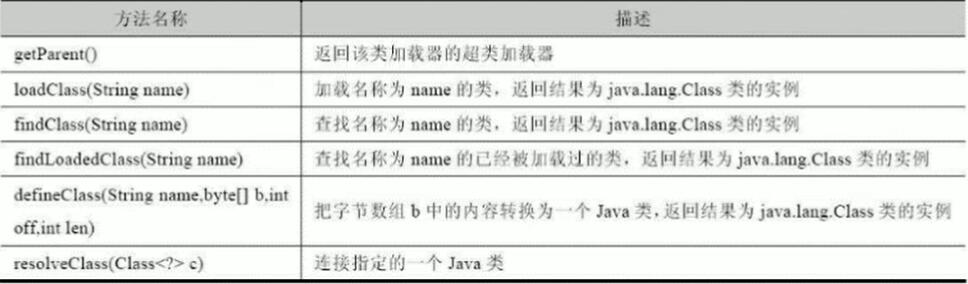 方法名称 描述
getParent() 返回该类加载器的超类加载器
loadClass(String name) 加载名称为 name 的类，返回结果为 java.lang.Class 类的实例
findClass(String name) 查找名称为 name 的类，返回结果为 java.lang.Class 类的实例
findLoadedClass(String name) 查找名称为 name 的已经被加载过的类，返回结果为 java.lang.Class 类的实例
defineClass(String name,byte[] b,int
off,int len)
把字节数组 b 中的内容转换为一个 Java 类，返回结果为 java.lang.Class 类的实例
resolveClass(Class<?> c) 连接指定的一个 Java 类